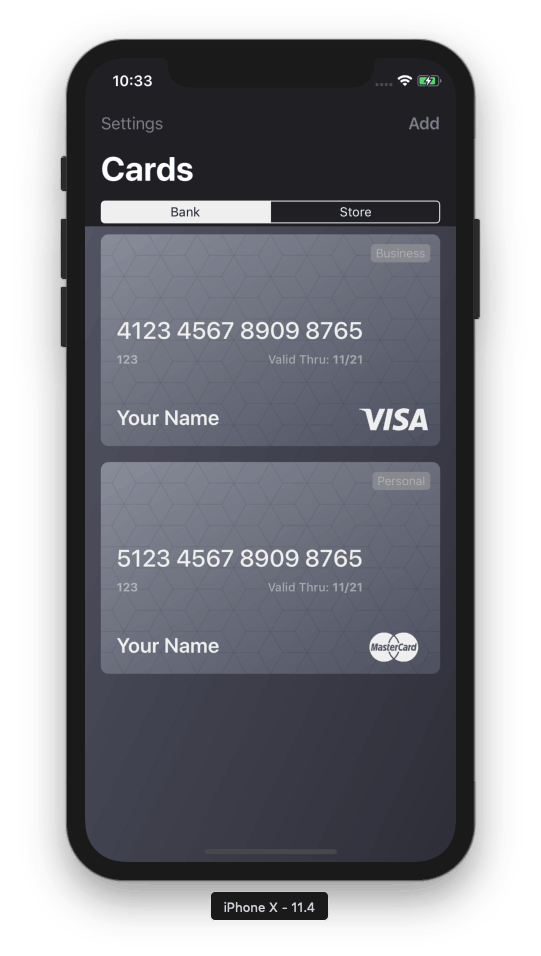 10:33
Settings Add
Cards
Bank Store
Business
4123 4567 8909 8765
123 Valid Thru: 11/21
Your Name VISA
Personal
5123 4567 8909 8765
123 Valid Thru: 11/21
Your Name MasterCard
iPhone X - 11.4